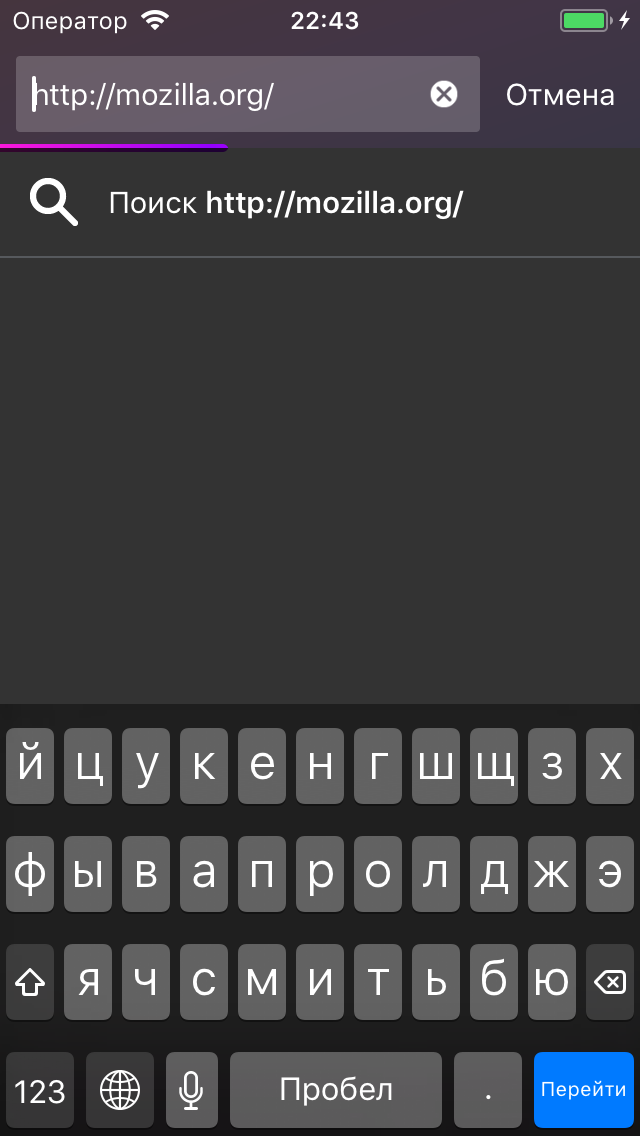 Оператор 22:43
http://mozilla.org/ Отмена
Поиск http://mozilla.org/
й ц у к е н г ш щ з х
ф ы в а п р о л д ж э
я ч с м и т ь б ю
123 Пробел . Перейти